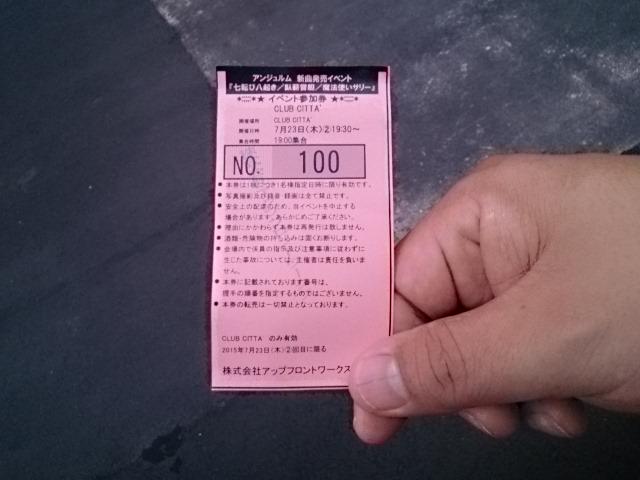 アンジュルム 新曲発売イベント
『七転び八起き／臥薪嘗胆／魔法使いサリー』
★ イベント参加券 ★
CLUB CITTA'
開催場所 CLUB CITTA'
開催日時 7月23日(木)②19:30～
集合時間 19:00集合
NO. 100
●本券は1枚につき1名様指定日時に限り有効です。
●写真撮影及び録音・録画は全て禁止です。
●安全上の配慮のため、当イベントを中止する
場合があります。あらかじめご了承ください。
●理由にかかわらず本券は再発行は致しません。
●酒類・危険物の持ち込みは固くお断りします。
●会場内で係員の指示及び注意事項に従わずに
生じた事故については、主催者は責任を負いま
せん。
●本券に記載されております番号は、
握手の順番を指定するものではございません。
●本券の転売は一切禁止となっております。
CLUB CITTA のみ有効
2015年7月23日(木)②回目に限る
株式会社アップフロントワークス